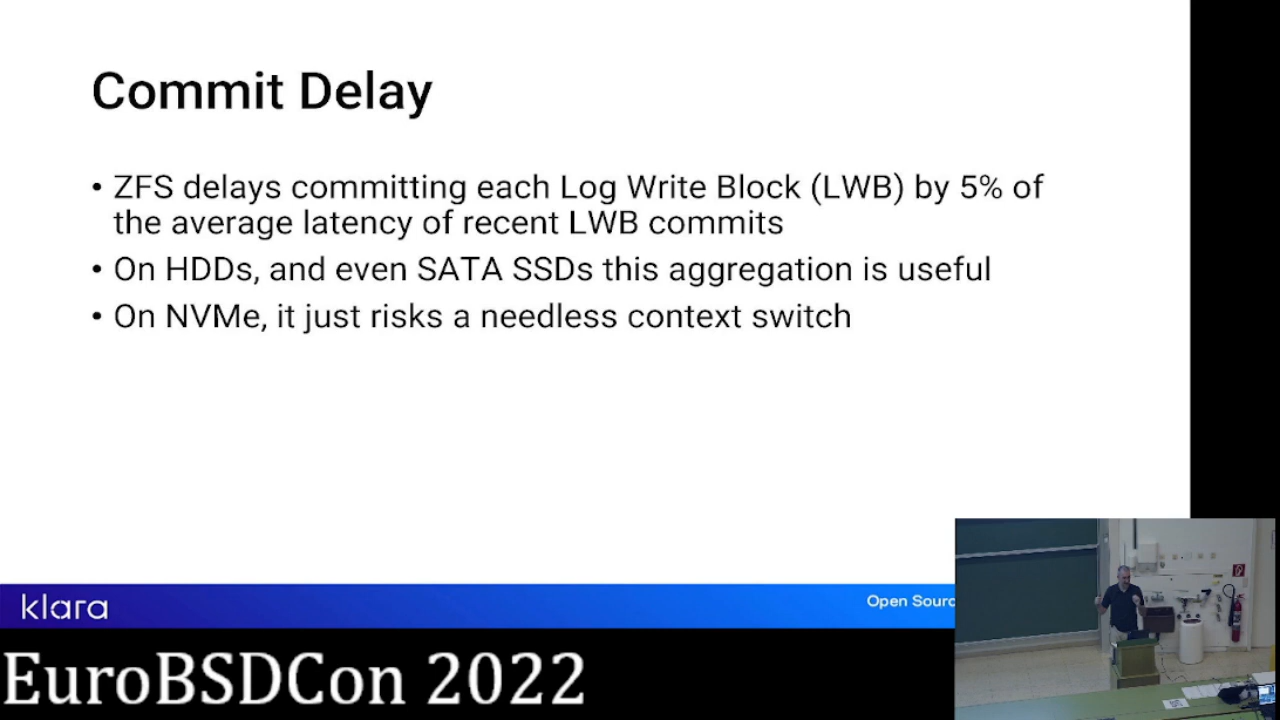 Commit Delay
• ZFS delays committing each Log Write Block (LWB) by 5% of
the average latency of recent LWB commits
• On HDDs, and even SATA SSDs this aggregation is useful
• On NVMe, it just risks a needless context switch
klara
Open Sourc
EuroBSDCon 2022